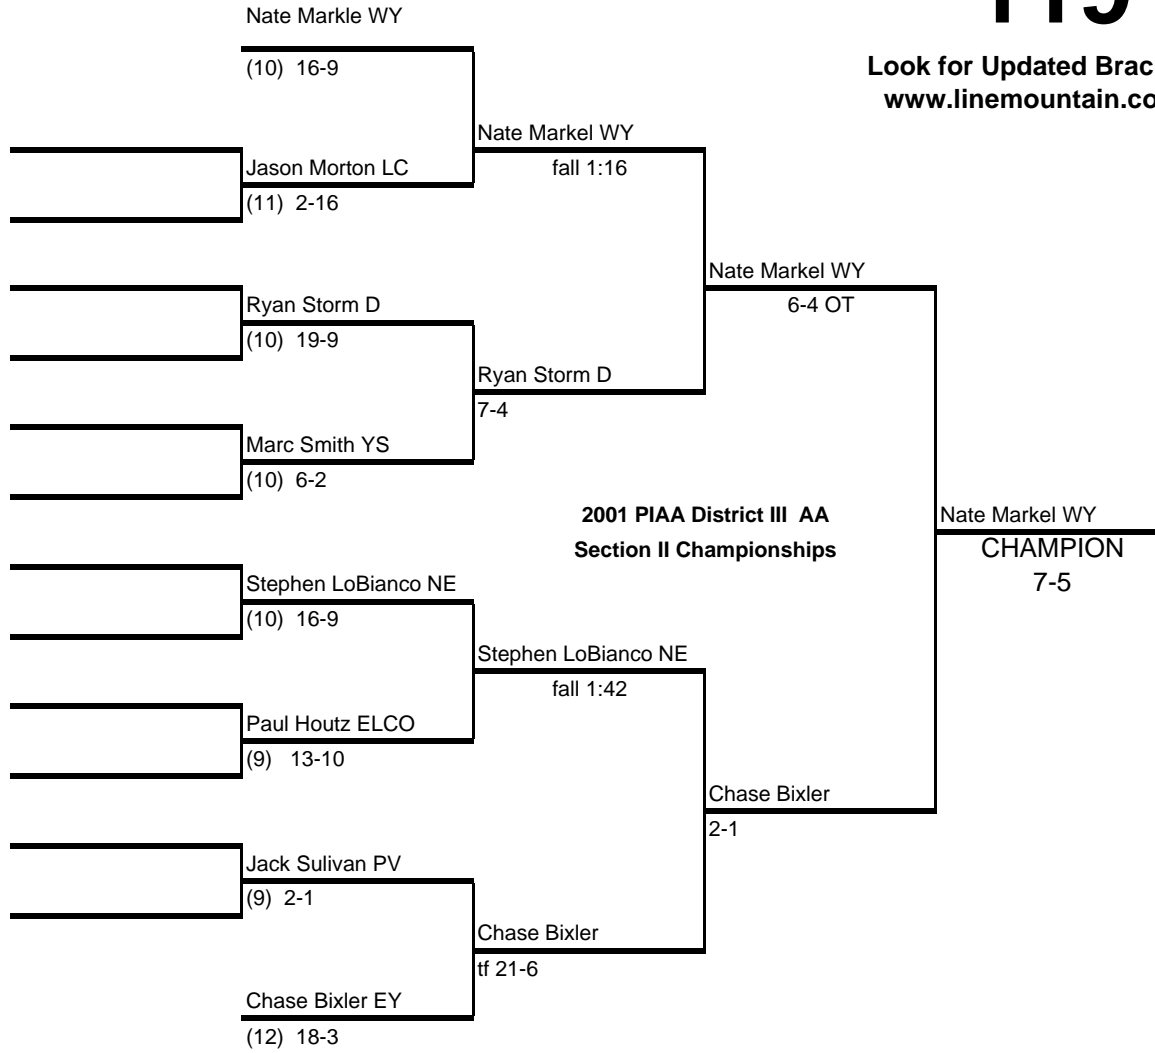 Nate Markle WY
(10) 16-9
Look for Updated Brac
www.linemountain.co
Nate Markel WY
fall 1:16
Jason Morton LC
(11) 2-16
Nate Markel WY
6-4 OT
Ryan Storm D
(10) 19-9
Ryan Storm D
7-4
Marc Smith YS
(10) 6-2
2001 PIAA District III AA
Section II Championships
Nate Markel WY
CHAMPION
7-5
Stephen LoBianco NE
(10) 16-9
Stephen LoBianco NE
fall 1:42
Paul Houtz ELCO
(9) 13-10
Chase Bixler
2-1
Jack Sulivan PV
(9) 2-1
Chase Bixler
tf 21-6
Chase Bixler EY
(12) 18-3